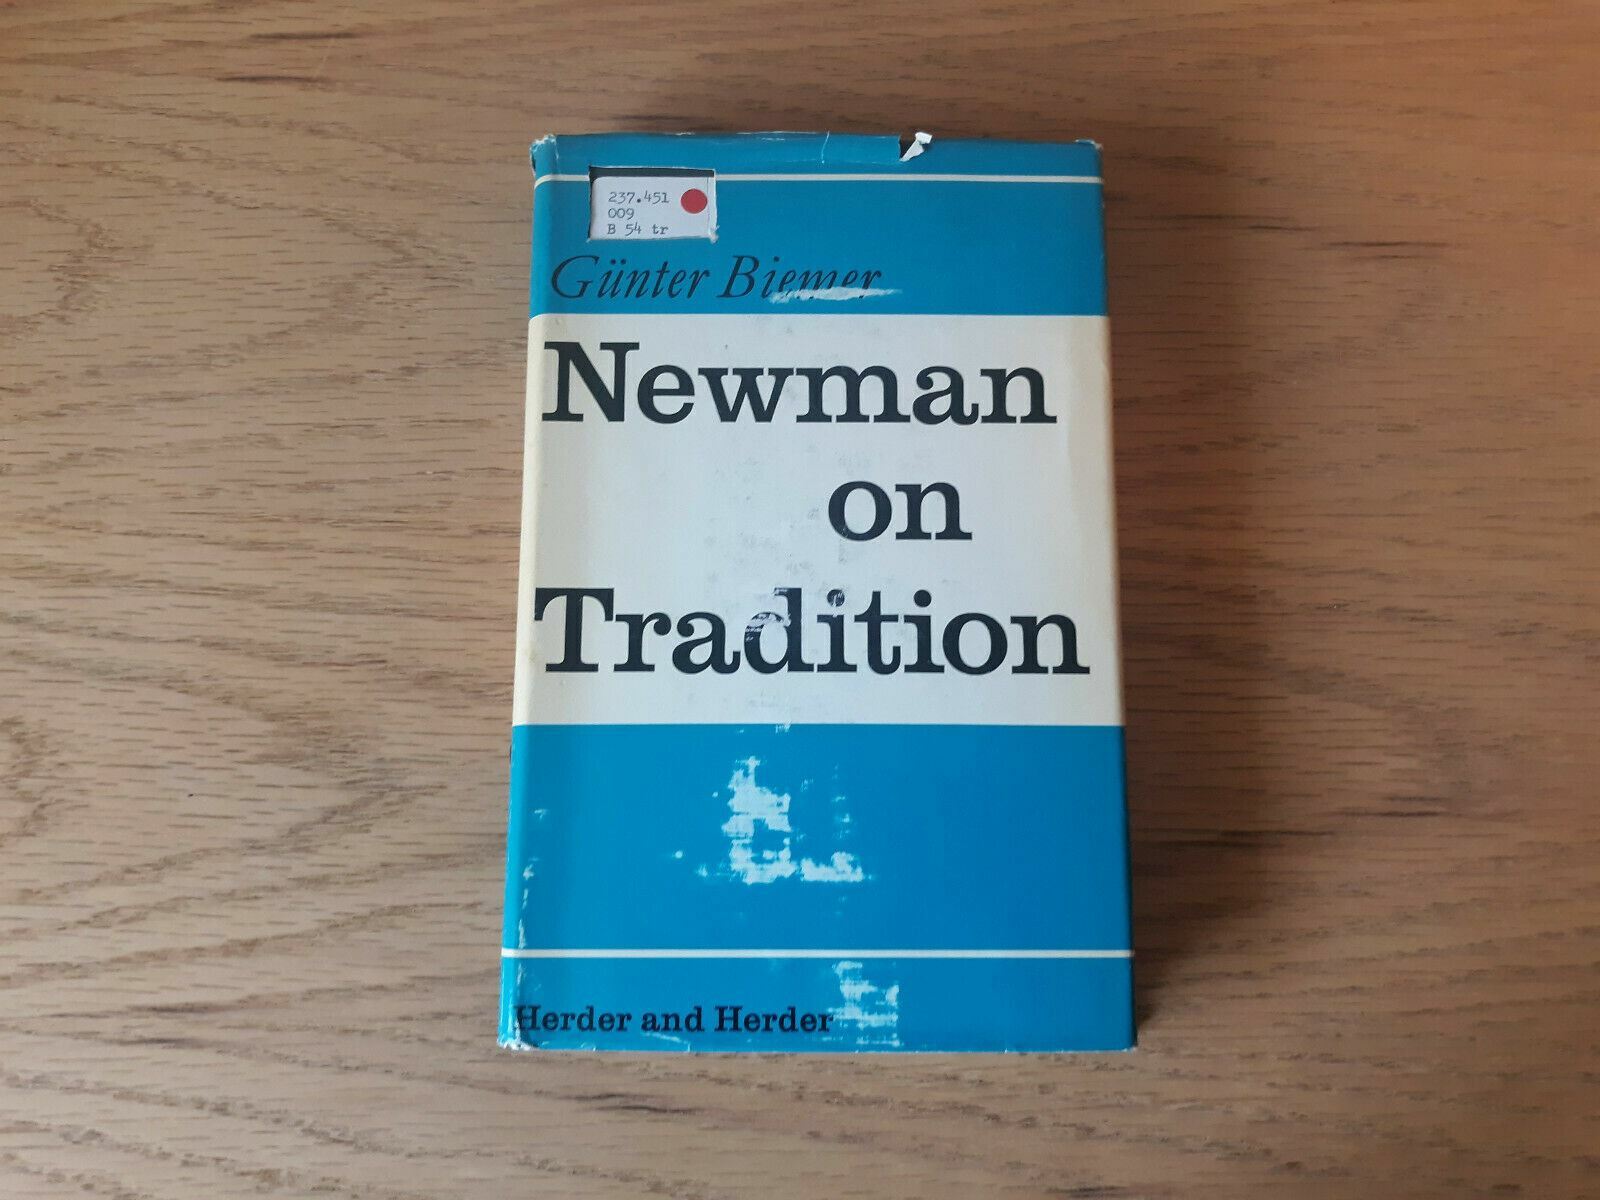 237.451
009
B 54 tr
Günter Biemer
Newman
on
Tradition
Herder and Herder